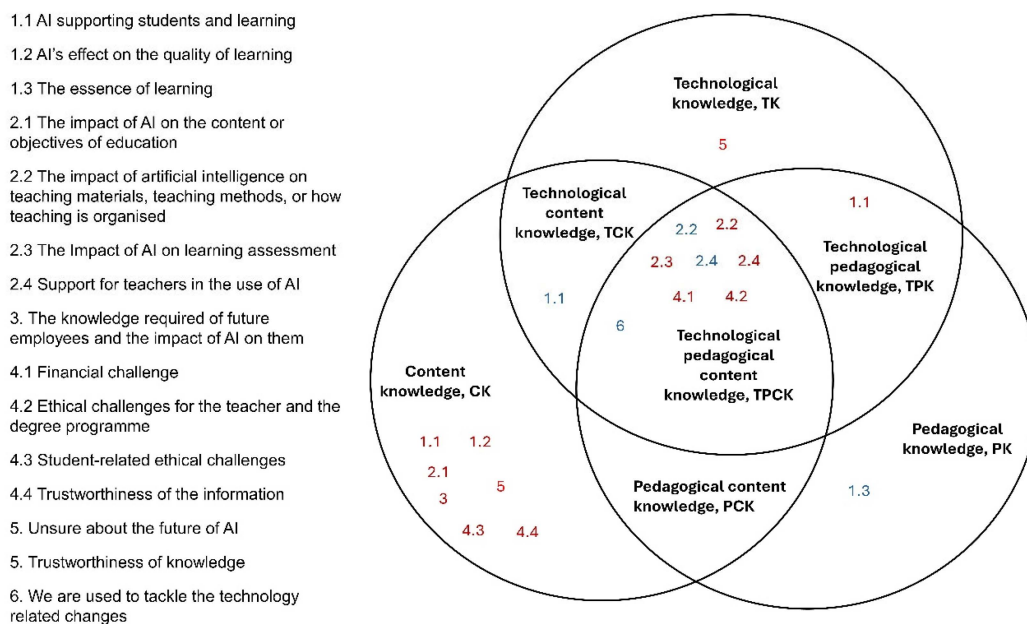 1.1 AI supporting students and learning
1.2 AI's effect on the quality of learning
1.3 The essence of learning
2.1 The impact of AI on the content or
objectives of education
2.2 The impact of artificial intelligence on
teaching materials, teaching methods, or how
teaching is organised
2.3 The Impact of AI on learning assessment
2.4 Support for teachers in the use of AI
3. The knowledge required of future
employees and the impact of AI on them
4.1 Financial challenge
4.2 Ethical challenges for the teacher and the
degree programme
4.3 Student-related ethical challenges
4.4 Trustworthiness of the information
5. Unsure about the future of AI
5. Trustworthiness of knowledge
6. We are used to tackle the technology
related changes
Technological
knowledge, TK
5
Technological
content
knowledge, TCK
1.1
6
2.2 2.2
2.3 2.4 2.4
4.1 4.2
Technological
pedagogical
content
knowledge, TPCK
1.1
Technological
pedagogical
knowledge, TPK
Content
knowledge, CK
1.1 1.2
2.1
5
3
4.3 4.4
Pedagogical content
knowledge, PCK
Pedagogical
knowledge, PK
1.3